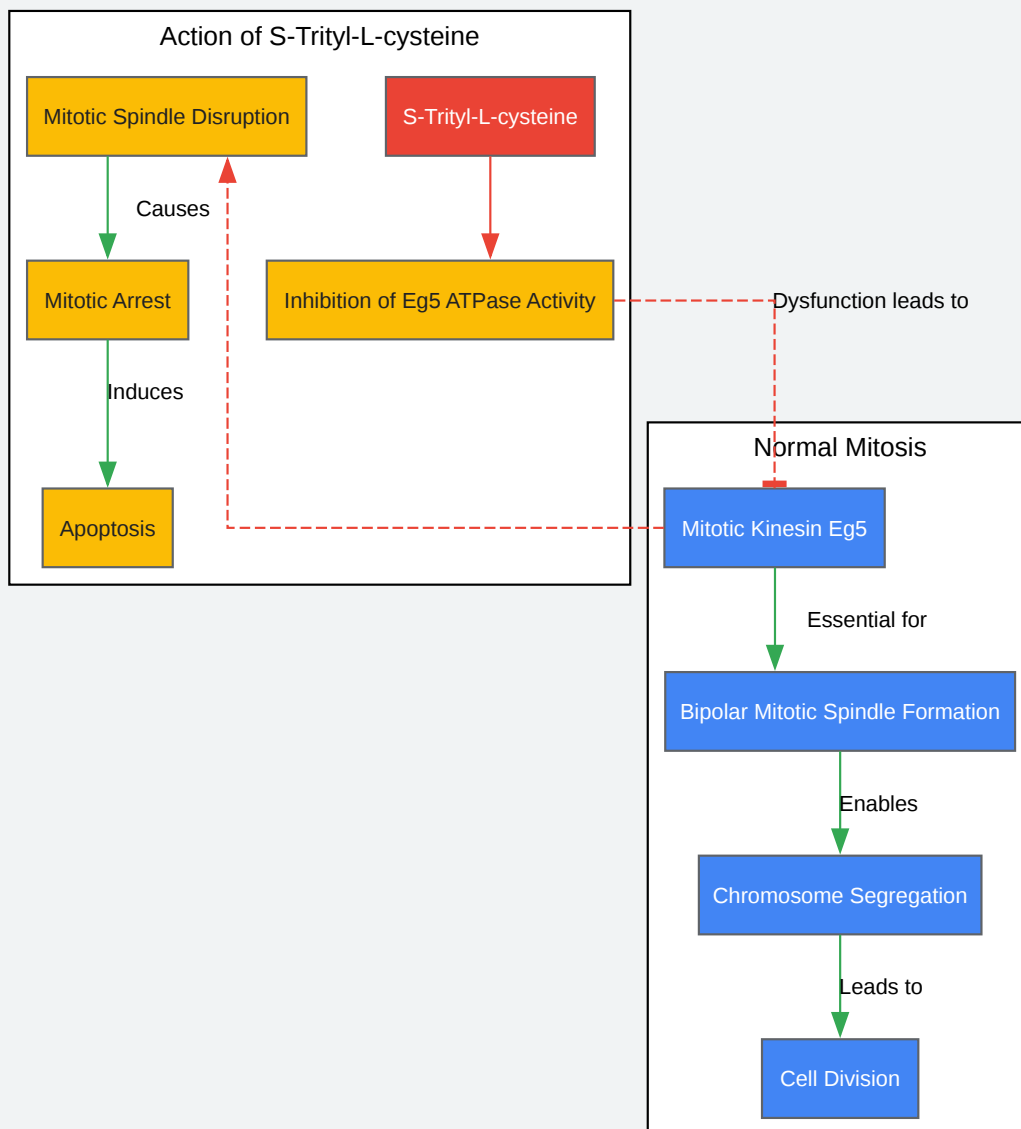 Action of S-Trityl-L-cysteine
Mitotic Spindle Disruption
S-Trityl-L-cysteine
Causes
Mitotic Arrest
Inhibition of Eg5 ATPase Activity
Dysfunction leads to
Induces
Apoptosis
Normal Mitosis
Mitotic Kinesin Eg5
Essential for
Bipolar Mitotic Spindle Formation
Enables
Chromosome Segregation
Leads to
Cell Division